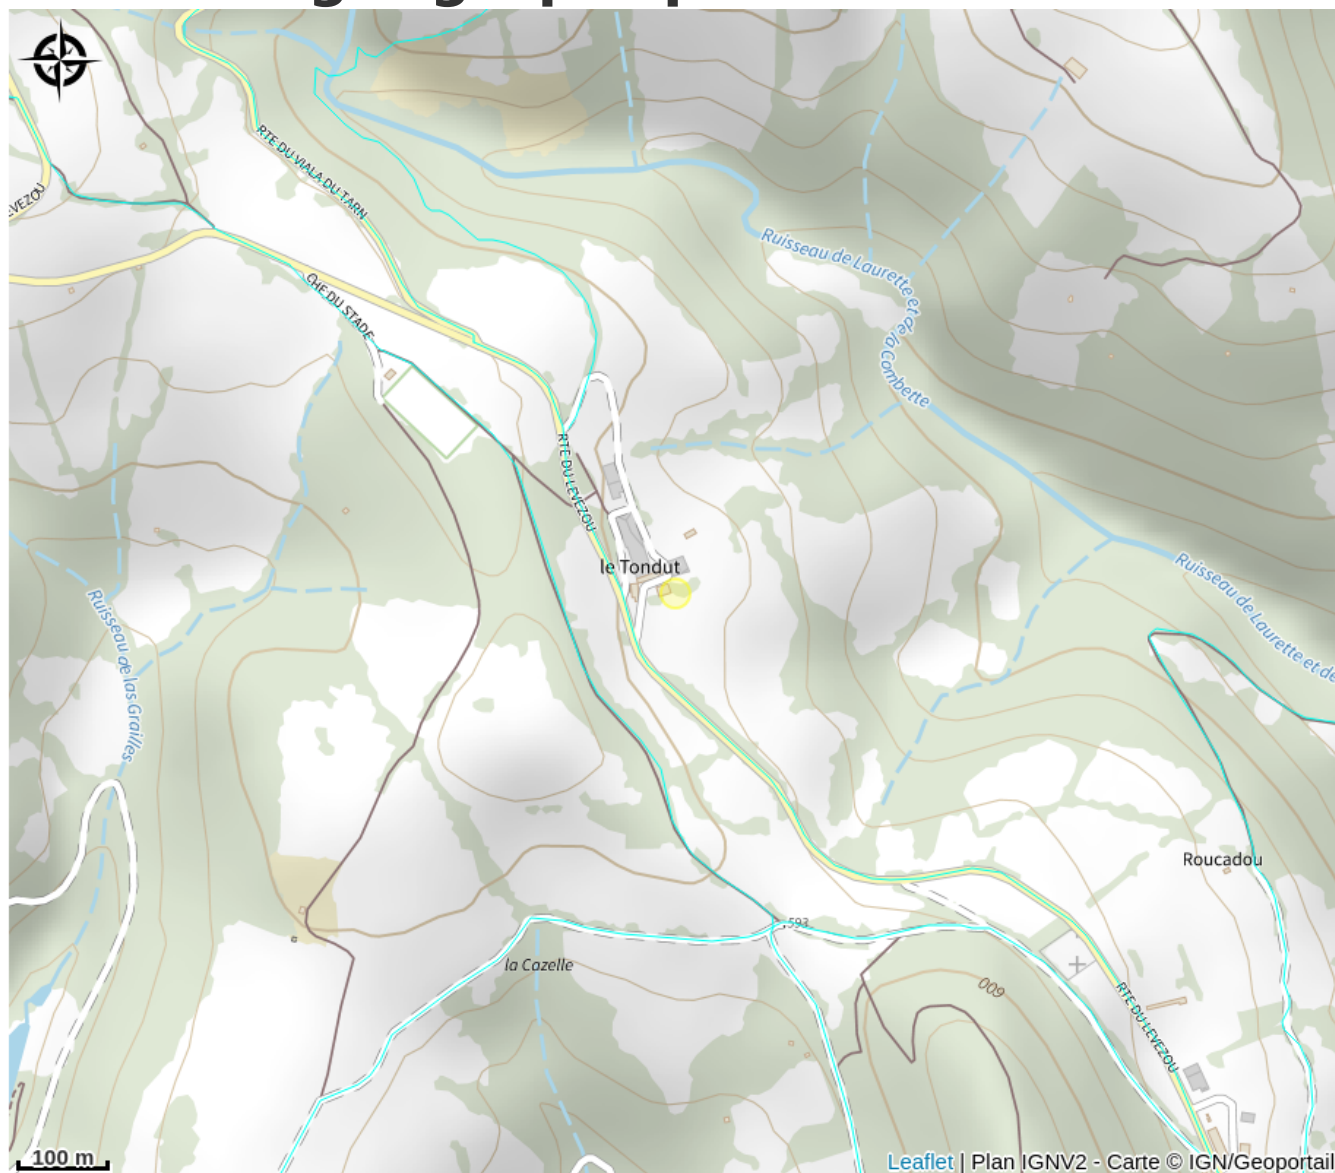 RTE DU VIALA DU TARN
EVEZOU
CHE DU STADE
Ruisseau de Laurette et de la Combette
RTE DU LEVEZOU
le Tondut
Ruisseau de las Grailles
Ruisseau de Laurette et de
Roucadou
593
la Cazelle
600
RTE DU LEVEZOU
100 m
Leaflet | Plan IGNV2 - Carte © IGN/Geoportail